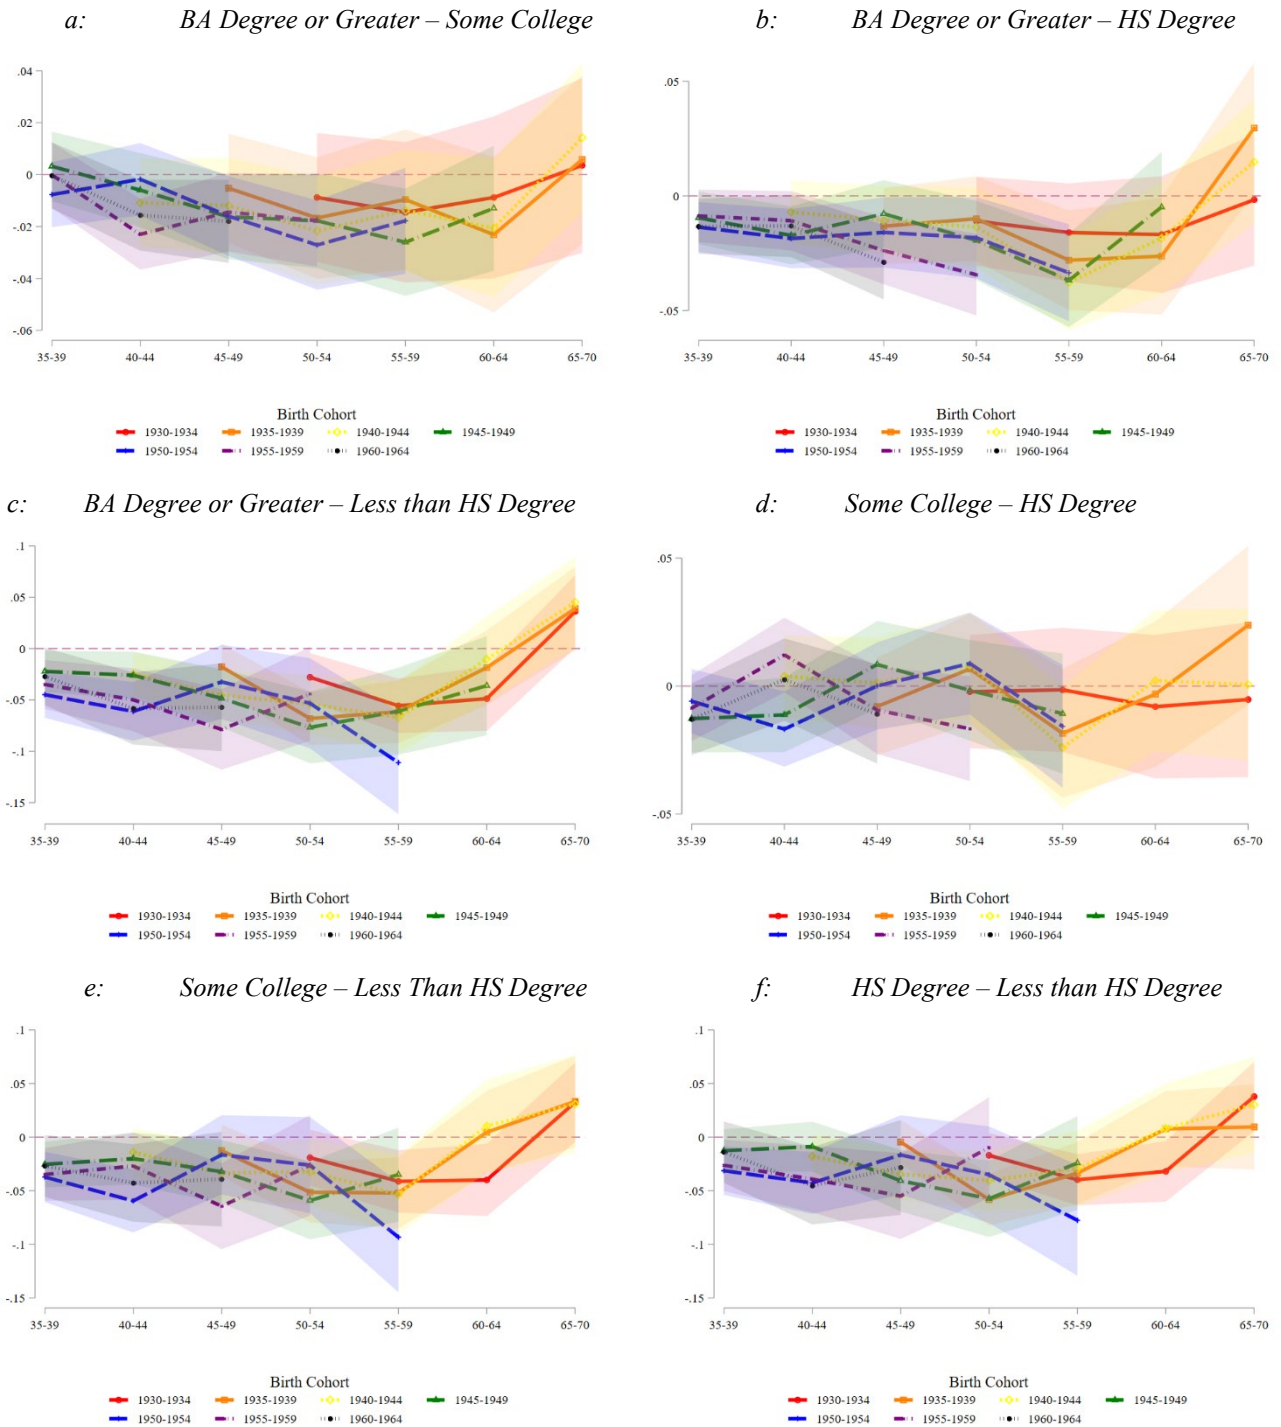 a: BA Degree or Greater – Some College
b: BA Degree or Greater – HS Degree
.04
.02
0
-.02
-.04
-.06
35-39 40-44 45-49 50-54 55-59 60-64 65-70
Birth Cohort
1930-1934 1935-1939 1940-1944 1945-1949
1950-1954 1955-1959 1960-1964
.05
0
-.05
35-39 40-44 45-49 50-54 55-59 60-64 65-70
Birth Cohort
1930-1934 1935-1939 1940-1944 1945-1949
1950-1954 1955-1959 1960-1964
c: BA Degree or Greater – Less than HS Degree
d: Some College – HS Degree
.1
.05
0
-.05
-.1
-.15
35-39 40-44 45-49 50-54 55-59 60-64 65-70
Birth Cohort
1930-1934 1935-1939 1940-1944 1945-1949
1950-1954 1955-1959 1960-1964
.05
0
-.05
35-39 40-44 45-49 50-54 55-59 60-64 65-70
Birth Cohort
1930-1934 1935-1939 1940-1944 1945-1949
1950-1954 1955-1959 1960-1964
e: Some College – Less Than HS Degree
f: HS Degree – Less than HS Degree
.1
.05
0
-.05
-.1
-.15
35-39 40-44 45-49 50-54 55-59 60-64 65-70
Birth Cohort
1930-1934 1935-1939 1940-1944 1945-1949
1950-1954 1955-1959 1960-1964
.1
.05
0
-.05
-.1
-.15
35-39 40-44 45-49 50-54 55-59 60-64 65-70
Birth Cohort
1930-1934 1935-1939 1940-1944 1945-1949
1950-1954 1955-1959 1960-1964